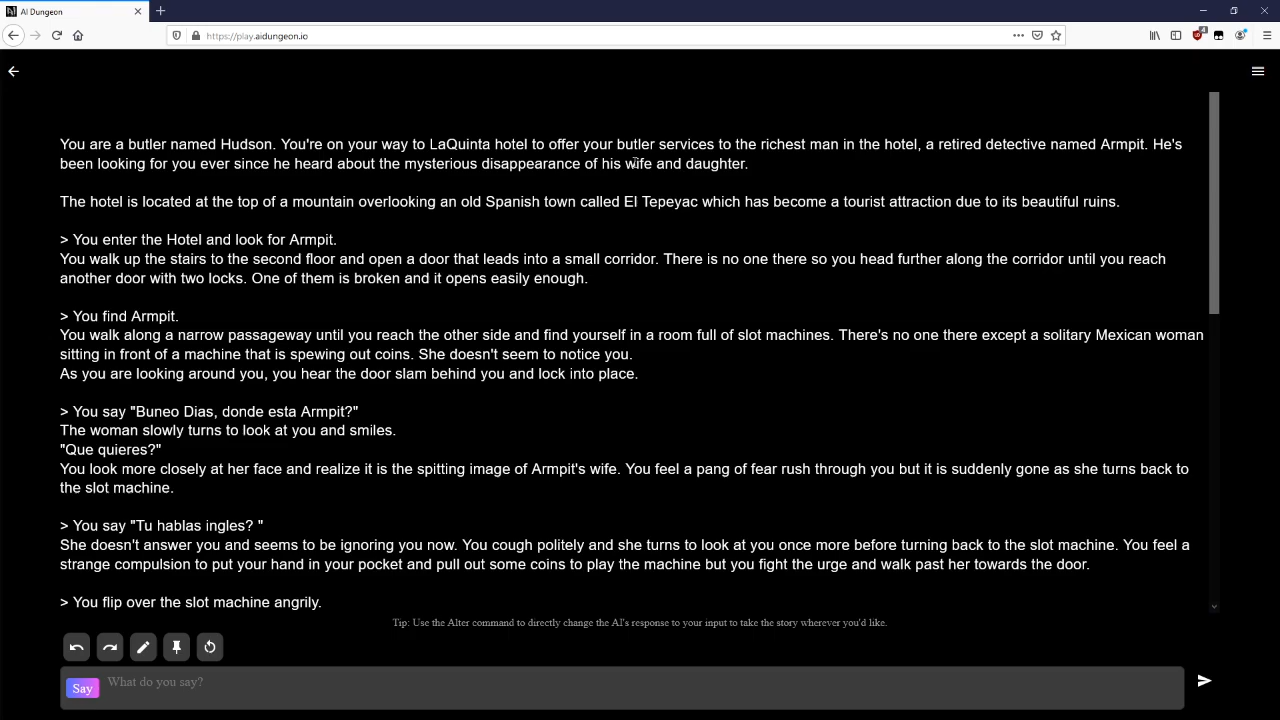 AI Dungeon
https://play.aidungeon.io
You are a butler named Hudson. You're on your way to LaQuinta hotel to offer your butler services to the richest man in the hotel, a retired detective named Armpit. He's
been looking for you ever since he heard about the mysterious disappearance of his wife and daughter.
The hotel is located at the top of a mountain overlooking an old Spanish town called El Tepeyac which has become a tourist attraction due to its beautiful ruins.
> You enter the Hotel and look for Armpit.
You walk up the stairs to the second floor and open a door that leads into a small corridor. There is no one there so you head further along the corridor until you reach
another door with two locks. One of them is broken and it opens easily enough.
> You find Armpit.
You walk along a narrow passageway until you reach the other side and find yourself in a room full of slot machines. There's no one there except a solitary Mexican woman
sitting in front of a machine that is spewing out coins. She doesn't seem to notice you.
As you are looking around you, you hear the door slam behind you and lock into place.
> You say "Buneo Dias, donde esta Armpit?"
The woman slowly turns to look at you and smiles.
"Que quieres?"
You look more closely at her face and realize it is the spitting image of Armpit's wife. You feel a pang of fear rush through you but it is suddenly gone as she turns back to
the slot machine.
> You say "Tu hablas ingles? "
She doesn't answer you and seems to be ignoring you now. You cough politely and she turns to look at you once more before turning back to the slot machine. You feel a
strange compulsion to put your hand in your pocket and pull out some coins to play the machine but you fight the urge and walk past her towards the door.
> You flip over the slot machine angrily.
Tip: Use the Alter command to directly change the AI's response to your input to take the story wherever you'd like.
Say What do you say?